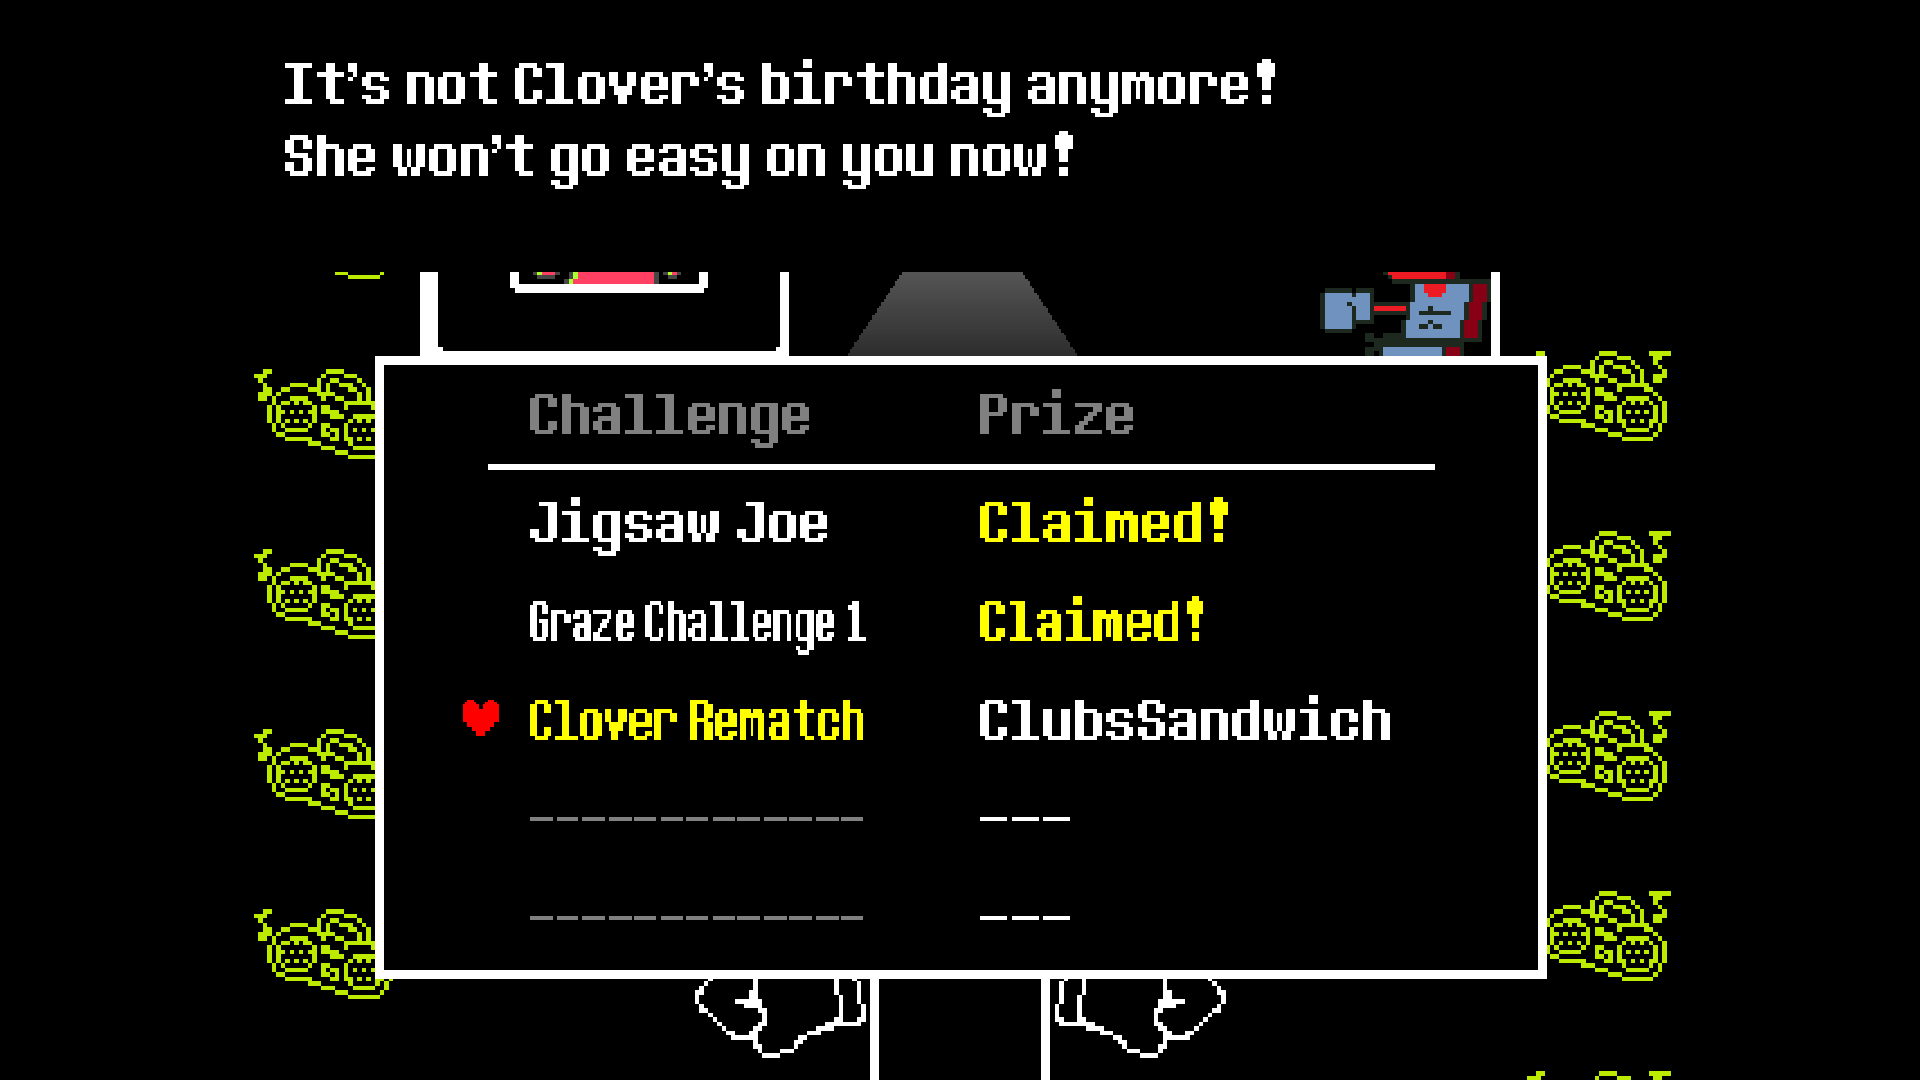 It's not Clover's birthday anymore!
She won't go easy on you now!
Challenge Prize
Jigsaw Joe Claimed!
Graze Challenge 1 Claimed!
Clover Rematch ClubsSandwich
------------- ---
------------- ---